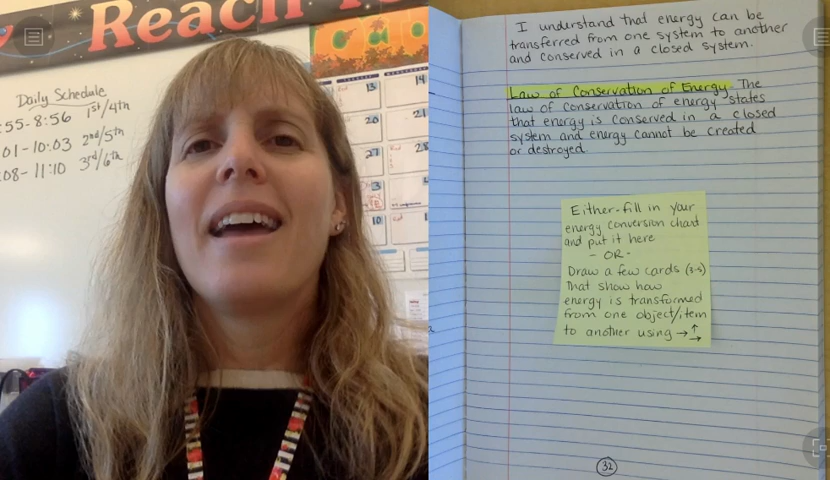 Reach
Daily Schedule
:55-8:56 1st/4th
:01-10:03 2nd/5th
:08-11:10 3rd/6th
13
14
20
21
27
3
10
I understand that energy can be
transferred from one system to another
and conserved in a closed system.
Law of Conservation of Energy The
law of conservation of energy states
that energy is conserved in a closed
system and energy cannot be created
or destroyed.
Either-fill in your
energy conversion chart
and put it here
- OR -
Draw a few cards (3-5)
that show how
energy is transformed
from one object/item
to another using → ↑ →
32